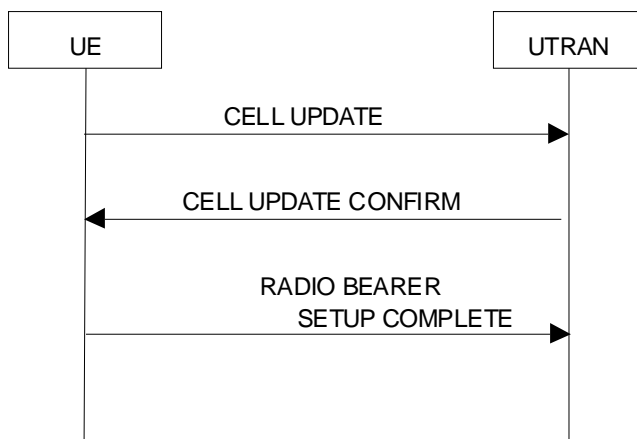 UE
UTRAN
CELL UPDATE
CELL UPDATE CONFIRM
RADIO BEARER
SETUP COMPLETE